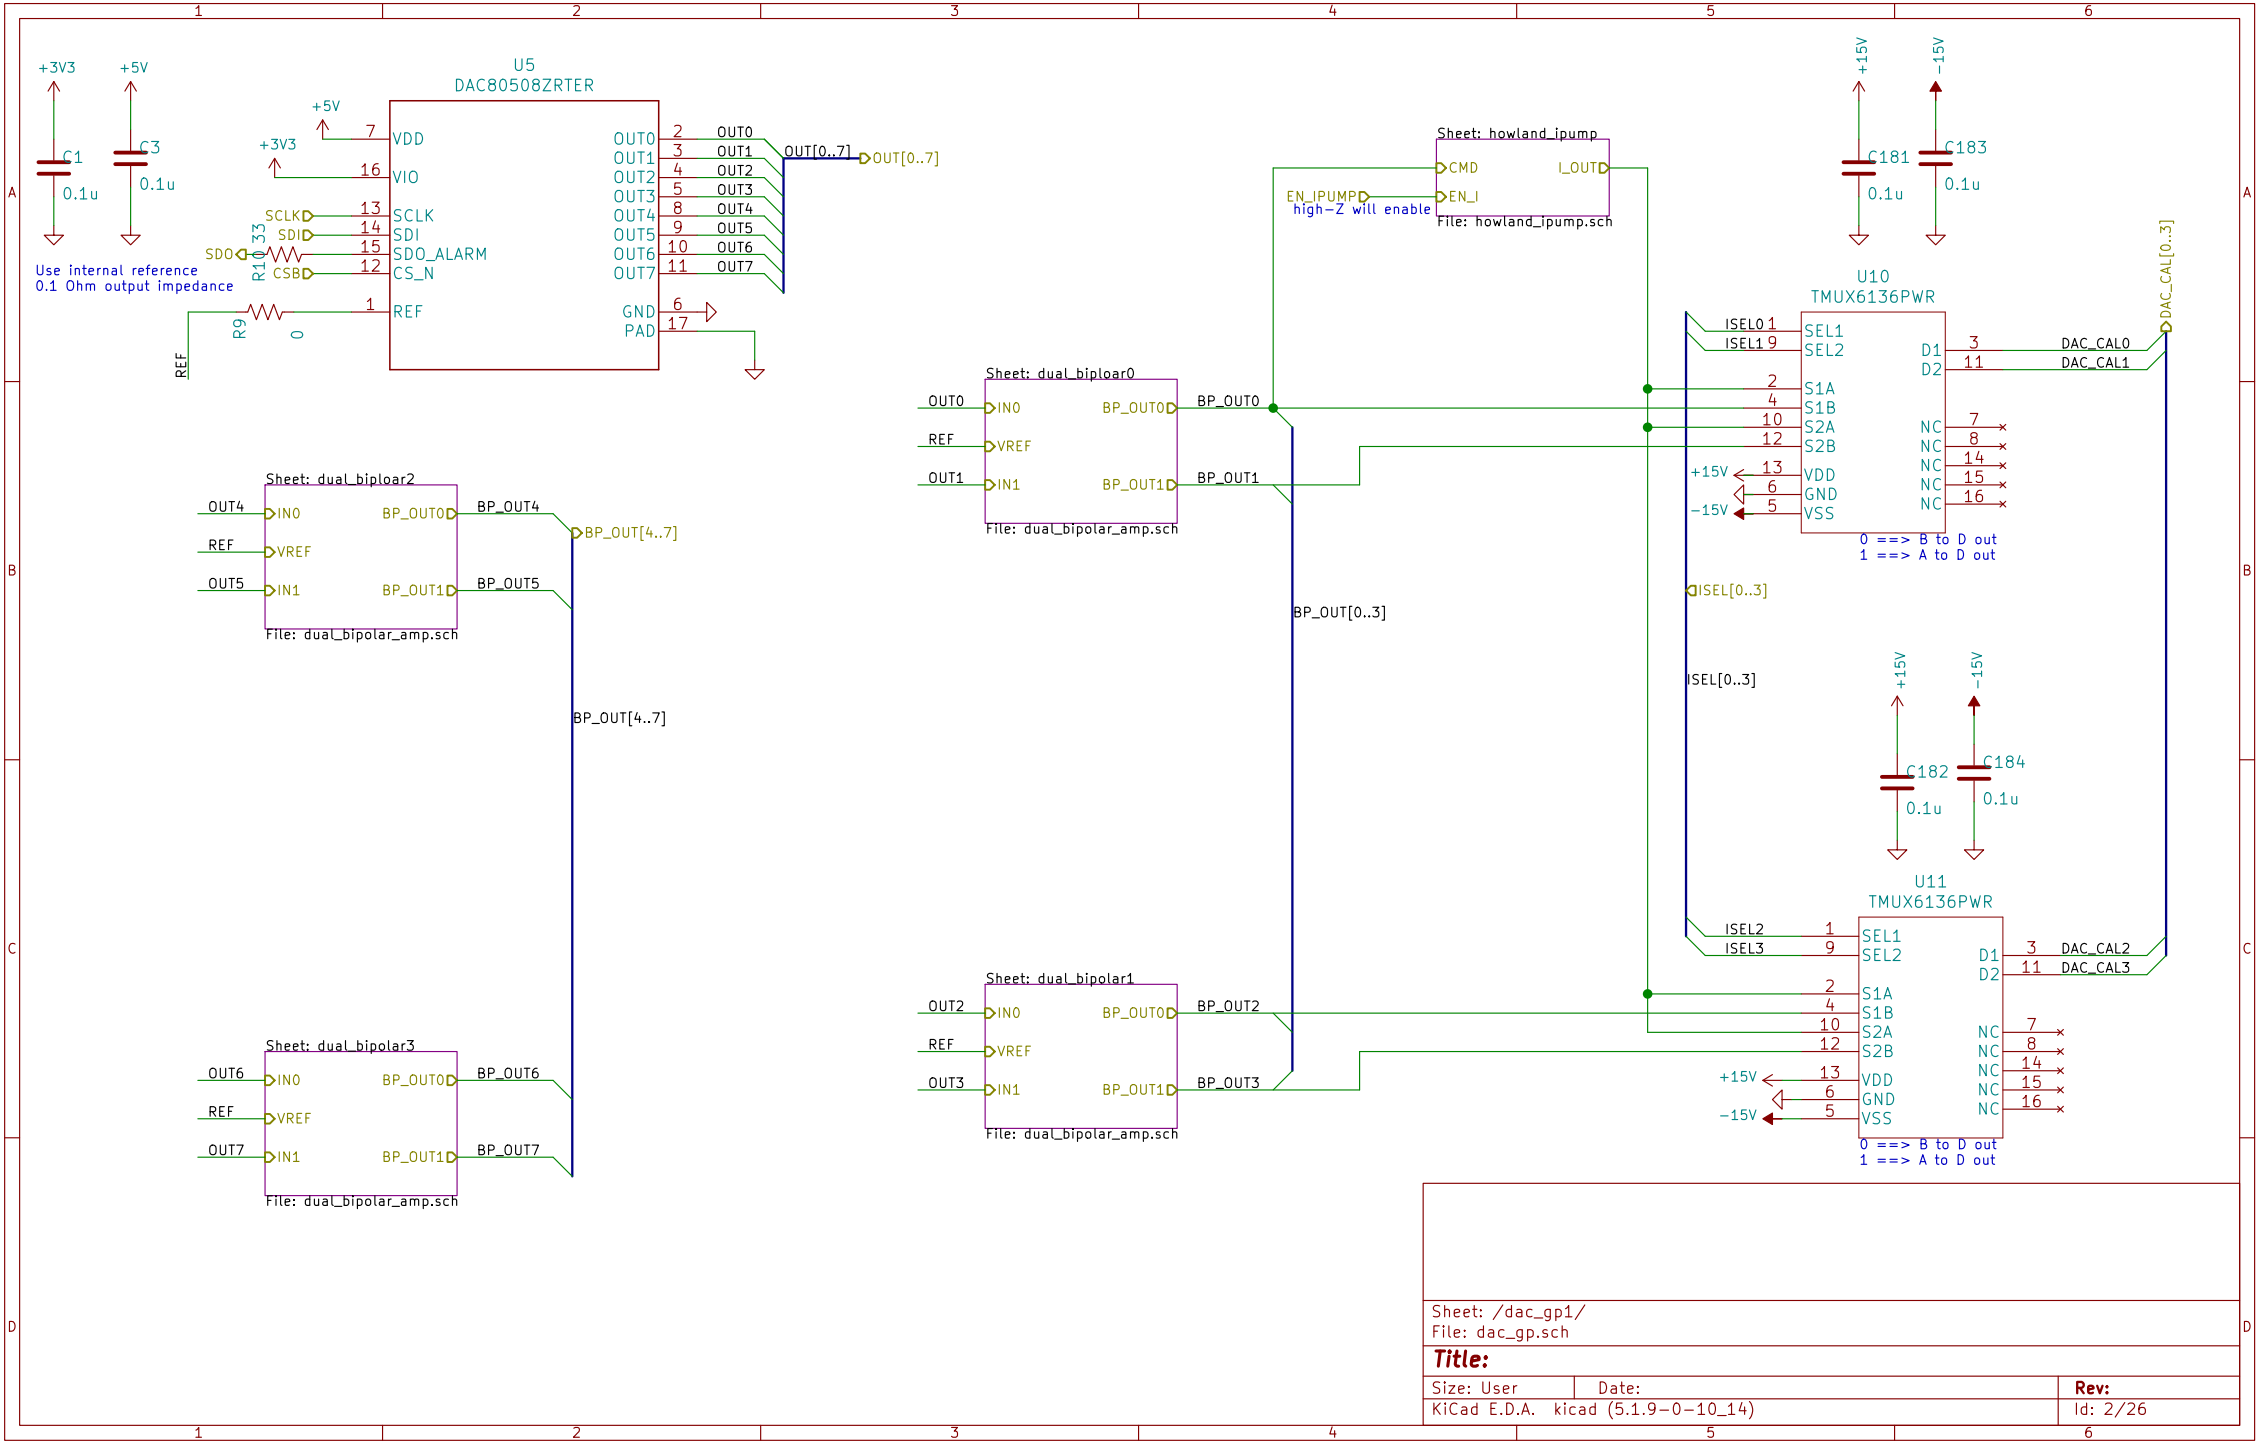 1 2 3 4 5 6
A
B
C
D
+3V3
C1
0.1u
+5V
C3
0.1u
U5
DAC80508ZRTER
+5V
+3V3
7 VDD
16 VIO
SCLK 13 SCLK
SDI 14 SDI
SDO R10 33 15 SDO_ALARM
CSB 12 CS_N
REF R9 0 1 REF
OUT0 2 OUT0
OUT1 3 OUT1
OUT2 4 OUT2
OUT3 5 OUT3
OUT4 8 OUT4
OUT5 9 OUT5
OUT6 10 OUT6
OUT7 11 OUT7
GND 6
PAD 17
OUT[0..7] OUT[0..7]
Use internal reference
0.1 Ohm output impedance
Sheet: dual_biploar2
OUT4 IN0 BP_OUT0 BP_OUT4
REF VREF
OUT5 IN1 BP_OUT1 BP_OUT5
File: dual_bipolar_amp.sch
BP_OUT[4..7]
BP_OUT[4..7]
Sheet: dual_bipolar3
OUT6 IN0 BP_OUT0 BP_OUT6
REF VREF
OUT7 IN1 BP_OUT1 BP_OUT7
File: dual_bipolar_amp.sch
Sheet: dual_biploar0
OUT0 IN0 BP_OUT0 BP_OUT0
REF VREF
OUT1 IN1 BP_OUT1 BP_OUT1
File: dual_bipolar_amp.sch
BP_OUT[0..3]
Sheet: dual_bipolar1
OUT2 IN0 BP_OUT0 BP_OUT2
REF VREF
OUT3 IN1 BP_OUT1 BP_OUT3
File: dual_bipolar_amp.sch
Sheet: howland_ipump
CMD I_OUT
EN_IPUMP EN_I
high-Z will enable
File: howland_ipump.sch
+15V
C181
0.1u
-15V
C183
0.1u
U10
TMUX6136PWR
ISEL0 1 SEL1
ISEL1 9 SEL2
2 S1A
4 S1B
10 S2A
12 S2B
+15V 13 VDD
6 GND
-15V 5 VSS
D1 3 DAC_CAL0
D2 11 DAC_CAL1
NC 7
NC 8
NC 14
NC 15
NC 16
0 ==> B to D out
1 ==> A to D out
DAC_CAL[0..3]
ISEL[0..3]
ISEL[0..3]
+15V
C182
0.1u
-15V
C184
0.1u
U11
TMUX6136PWR
ISEL2 1 SEL1
ISEL3 9 SEL2
2 S1A
4 S1B
10 S2A
12 S2B
+15V 13 VDD
6 GND
-15V 5 VSS
D1 3 DAC_CAL2
D2 11 DAC_CAL3
NC 7
NC 8
NC 14
NC 15
NC 16
0 ==> B to D out
1 ==> A to D out
Sheet: /dac_gp1/
File: dac_gp.sch
Title:
Size: User Date: Rev:
KiCad E.D.A. kicad (5.1.9-0-10_14) Id: 2/26
A
B
C
D
1 2 3 4 5 6